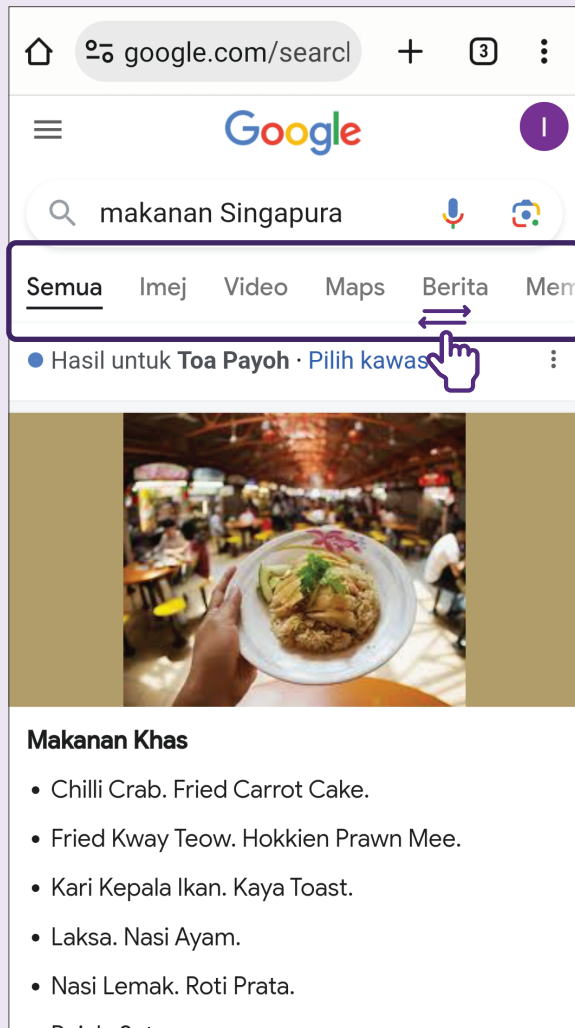 google.com/search
3
Google
I
makanan Singapura
Semua Imej Video Maps Berita Mem
Hasil untuk Toa Payoh · Pilih kawas
Makanan Khas
• Chilli Crab. Fried Carrot Cake.
• Fried Kway Teow. Hokkien Prawn Mee.
• Kari Kepala Ikan. Kaya Toast.
• Laksa. Nasi Ayam.
• Nasi Lemak. Roti Prata.